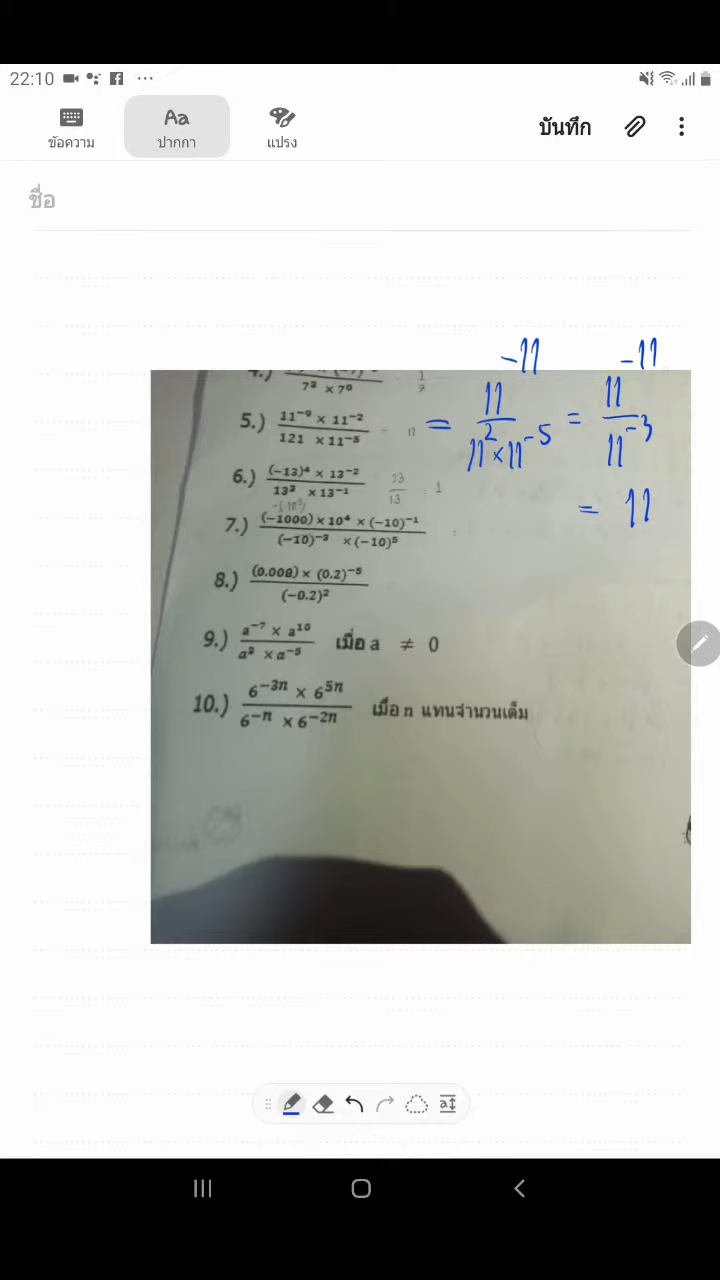 22:10
ข้อความ
Aa
ปากกา
แปรง
บันทึก
ชื่อ
7² × 7⁰
5.) 11⁻⁹ × 11⁻² / 121 × 11⁻⁵ = 11⁻¹¹ / 11² × 11⁻⁵ = 11⁻¹¹ / 11⁻³
= 11
6.) (−13)⁴ × 13⁻² / 13² × 13⁻¹ 13 / 13 1
7.) (−1000) × 10⁴ × (−10)⁻¹ / (−10)⁻² × (−10)⁵
8.) (0.008) × (0.2)⁻⁵ / (−0.2)²
9.) a⁻⁷ × a¹⁰ / a² × a⁻⁵ เมื่อ a ≠ 0
10.) 6⁻³ⁿ × 6⁵ⁿ / 6⁻ⁿ × 6⁻²ⁿ เมื่อ n แทนจำนวนเต็ม